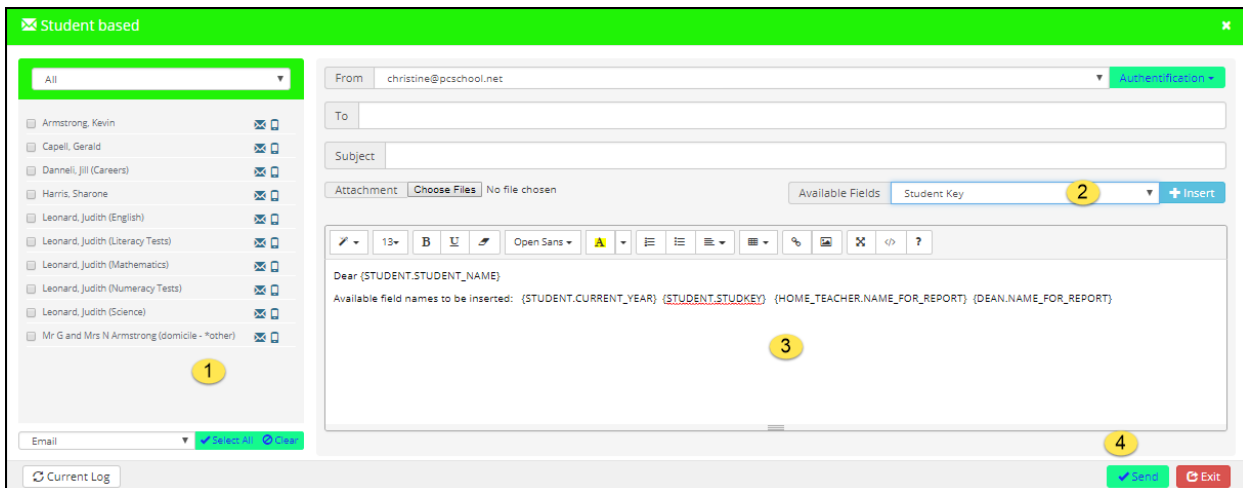 Student based
×
All
Armstrong, Kevin
Capell, Gerald
Danneli, Jill (Careers)
Harris, Sharone
Leonard, Judith (English)
Leonard, Judith (Literacy Tests)
Leonard, Judith (Mathematics)
Leonard, Judith (Numeracy Tests)
Leonard, Judith (Science)
Mr G and Mrs N Armstrong (domicile - *other)
1
Email Select All Clear
From christine@pcschool.net Authentification
To
Subject
Attachment Choose Files No file chosen Available Fields Student Key 2 + Insert
13 B U Open Sans A </> ?
Dear {STUDENT.STUDENT_NAME}
Available field names to be inserted: {STUDENT.CURRENT_YEAR} {STUDENT.STUDKEY} {HOME_TEACHER.NAME_FOR_REPORT} {DEAN.NAME_FOR_REPORT}
3
4
Current Log Send Exit